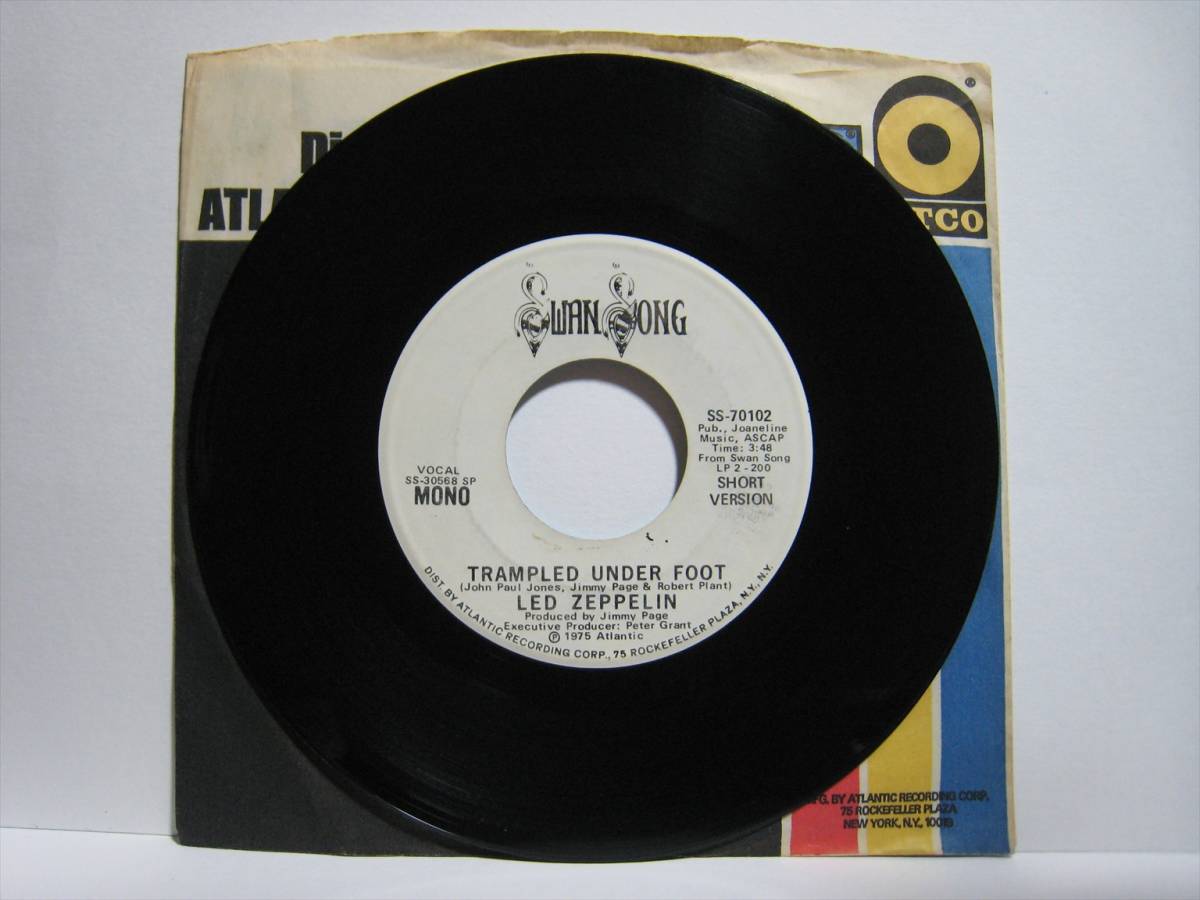 ATCO
SWAN SONG
SS-70102
Pub., Joaneline
Music, ASCAP
Time: 3:48
From Swan Song
LP 2-200
SHORT
VERSION
VOCAL
SS-30568 SP
MONO
TRAMPLED UNDER FOOT
(John Paul Jones, Jimmy Page & Robert Plant)
LED ZEPPELIN
Produced by Jimmy Page
Executive Producer: Peter Grant
℗ 1975 Atlantic
DIST. BY ATLANTIC RECORDING CORP., 75 ROCKEFELLER PLAZA, N.Y., N.Y.
MFG. BY ATLANTIC RECORDING CORP.
75 ROCKEFELLER PLAZA
NEW YORK, N.Y., 10019